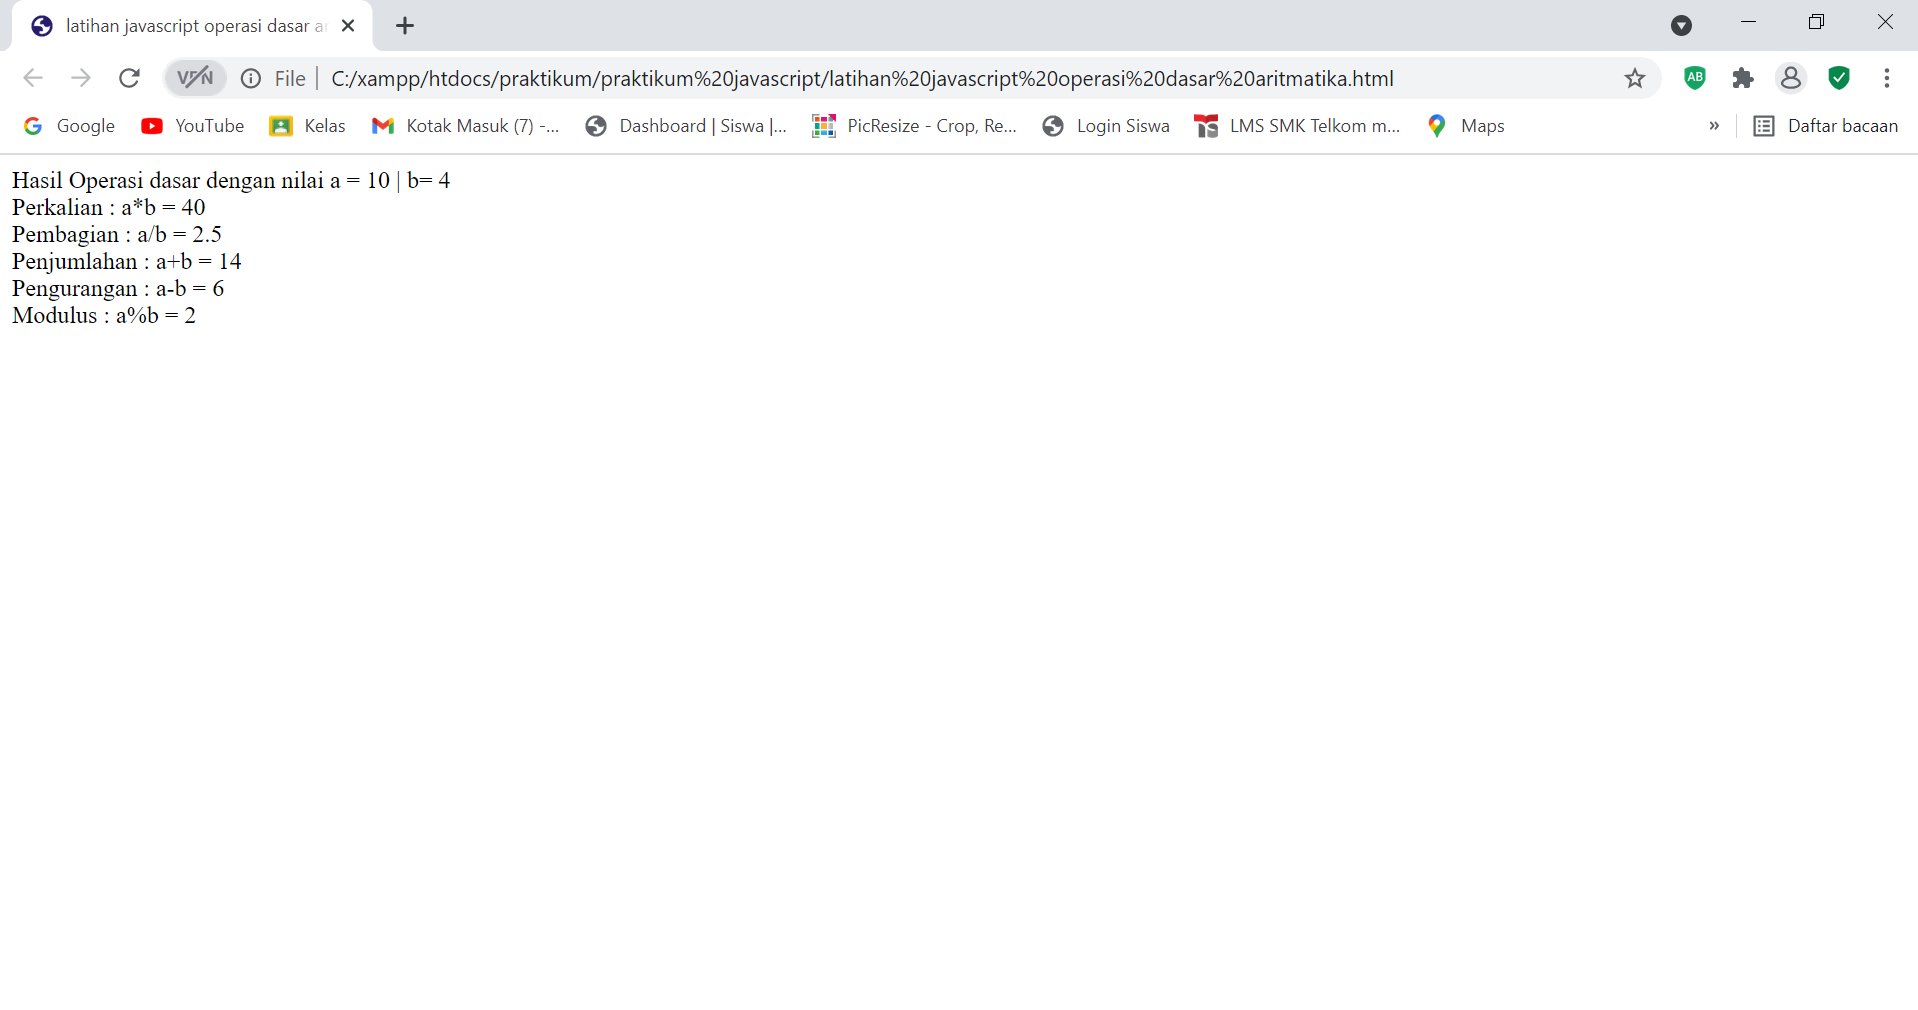 latihan javascript operasi dasar
VPN File C:/xampp/htdocs/praktikum/praktikum%20javascript/latihan%20javascript%20operasi%20dasar%20aritmatika.html AB
Google YouTube Kelas Kotak Masuk (7) -... Dashboard | Siswa |... PicResize - Crop, Re... Login Siswa LMS SMK Telkom m... Maps » Daftar bacaan
Hasil Operasi dasar dengan nilai a = 10 | b= 4
Perkalian : a*b = 40
Pembagian : a/b = 2.5
Penjumlahan : a+b = 14
Pengurangan : a-b = 6
Modulus : a%b = 2